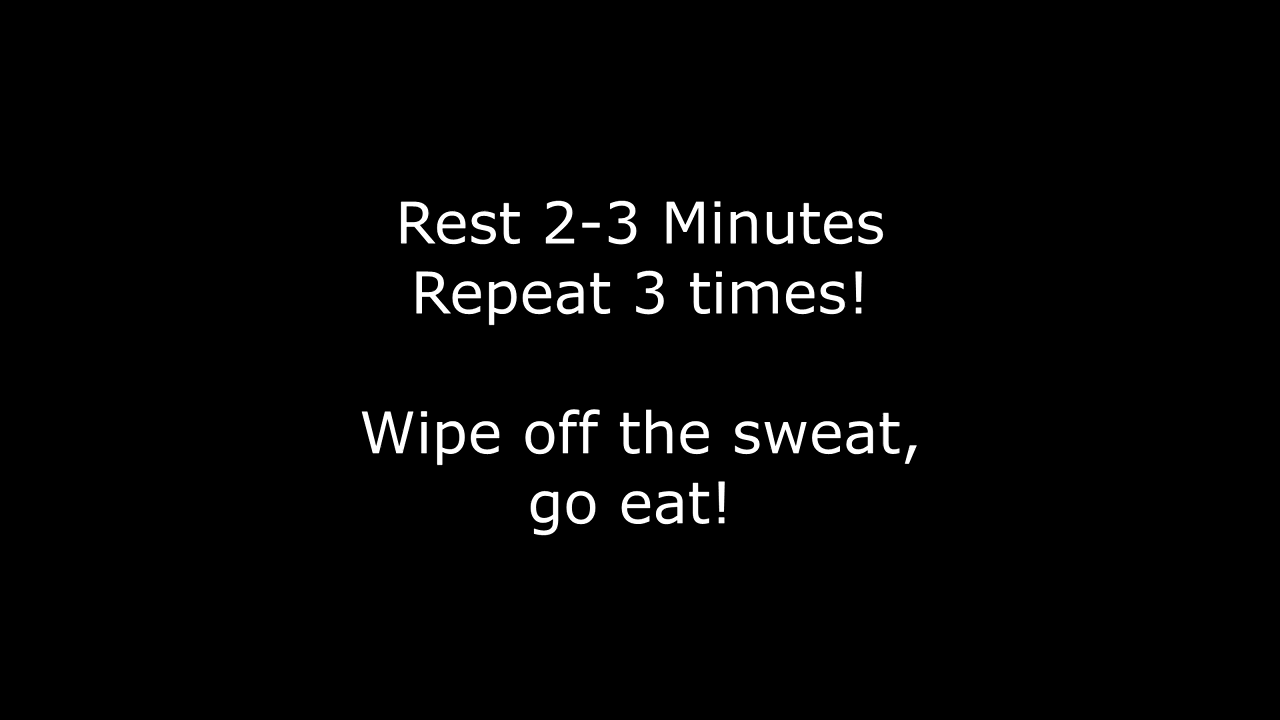 Rest 2-3 Minutes
Repeat 3 times!
Wipe off the sweat,
go eat!